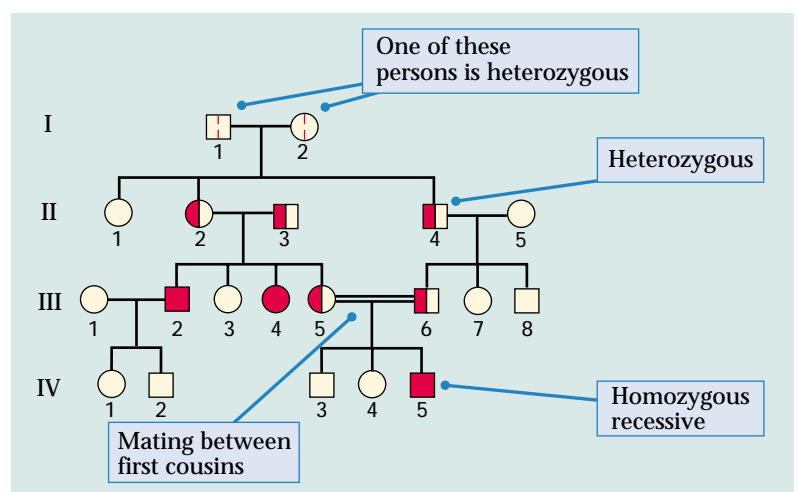 One of these
persons is heterozygous
I
1 2
Heterozygous
II
1 2 3 4 5
III
1 2 3 4 5 6 7 8
IV
1 2 3 4 5
Homozygous
recessive
Mating between
first cousins